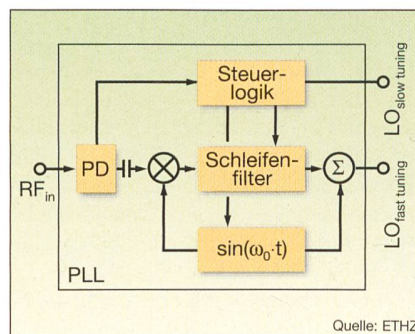 Steuer-
logik
LO slow tuning
RF in
PD
Schleifen-
filter
Σ
LO fast tuning
sin(ω₀·t)
PLL
Quelle: ETHZ